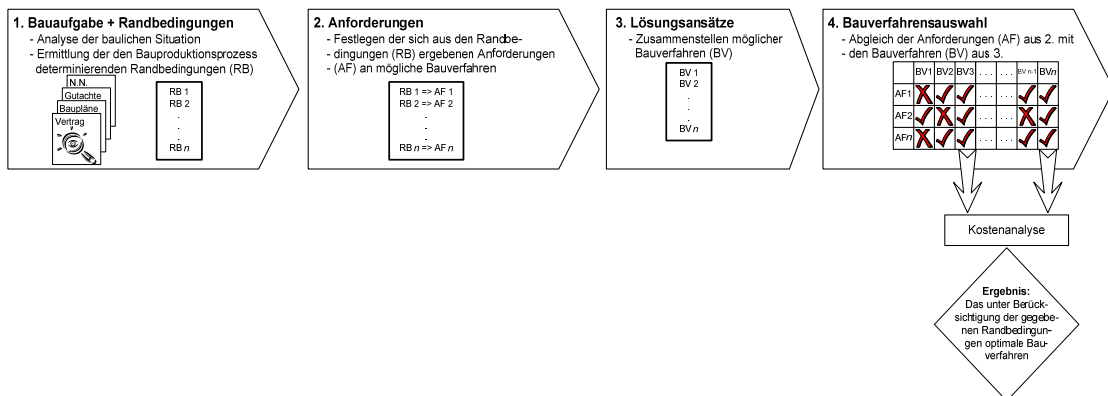 1. Bauaufgabe + Randbedingungen
- Analyse der baulichen Situation
- Ermittlung der den Bauproduktionsprozess
determinierenden Randbedingungen (RB)
N.N.
Gutachte
Baupläne
Vertrag
RB 1
RB 2
.
.
.
RB n
2. Anforderungen
- Festlegen der sich aus den Randbe-
- dingungen (RB) ergebenen Anforderungen
- (AF) an mögliche Bauverfahren
RB 1 => AF 1
RB 2 => AF 2
.
.
.
RB n => AF n
3. Lösungsansätze
- Zusammenstellen möglicher
Bauverfahren (BV)
BV 1
BV 2
.
.
.
BV n
4. Bauverfahrensauswahl
- Abgleich der Anforderungen (AF) aus 2. mit
- den Bauverfahren (BV) aus 3.
BV1 BV2 BV3 . . . . . . . . BV n-1 BVn
AF1 X ✓ ✓ . . . . . . . . ✓ ✓
AF2 ✓ X ✓ . . . . . . . . X ✓
AFn X ✓ ✓ . . . . . . . . ✓ ✓
Kostenanalyse
Ergebnis:
Das unter Berück-
sichtigung der gegebe-
nen Randbedingun-
gen optimale Bau-
verfahren